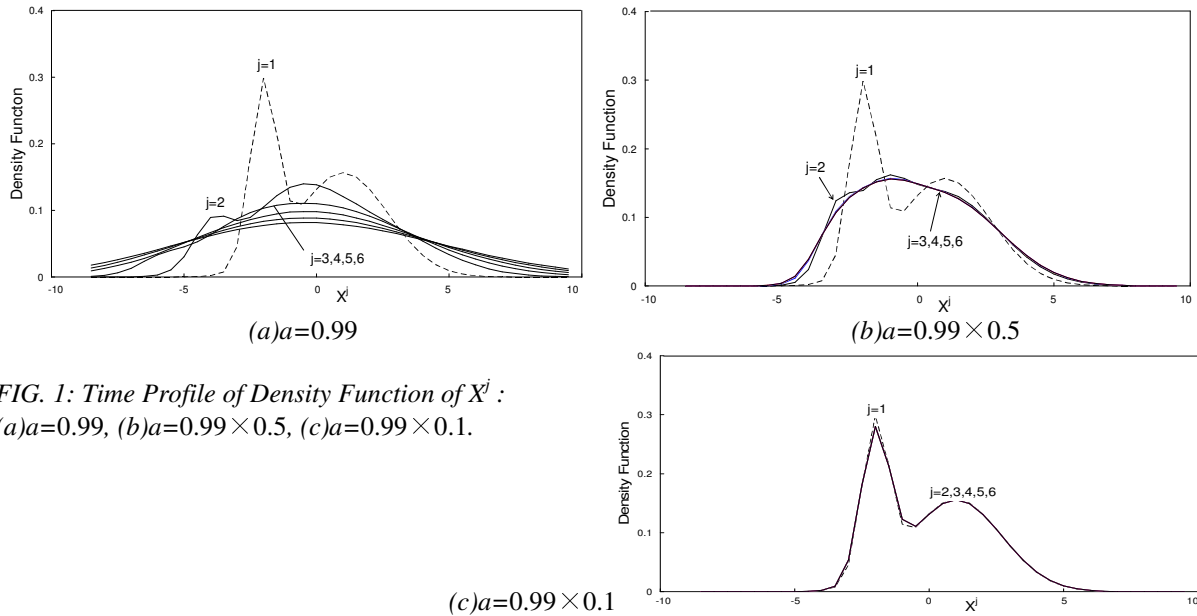 0.4
0.3
0.2
0.1
0
Density Function
j=1
j=2
j=3,4,5,6
-10
-5
0
5
10
X^j
(a)a=0.99
0.4
0.3
0.2
0.1
0
Density Functon
j=1
j=2
j=3,4,5,6
-10
-5
0
5
10
X^j
(b)a=0.99×0.5
FIG. 1: Time Profile of Density Function of X^j :
(a)a=0.99, (b)a=0.99×0.5, (c)a=0.99×0.1.
0.4
0.3
0.2
0.1
0
Density Function
j=1
j=2,3,4,5,6
-10
-5
0
5
10
X^j
(c)a=0.99×0.1